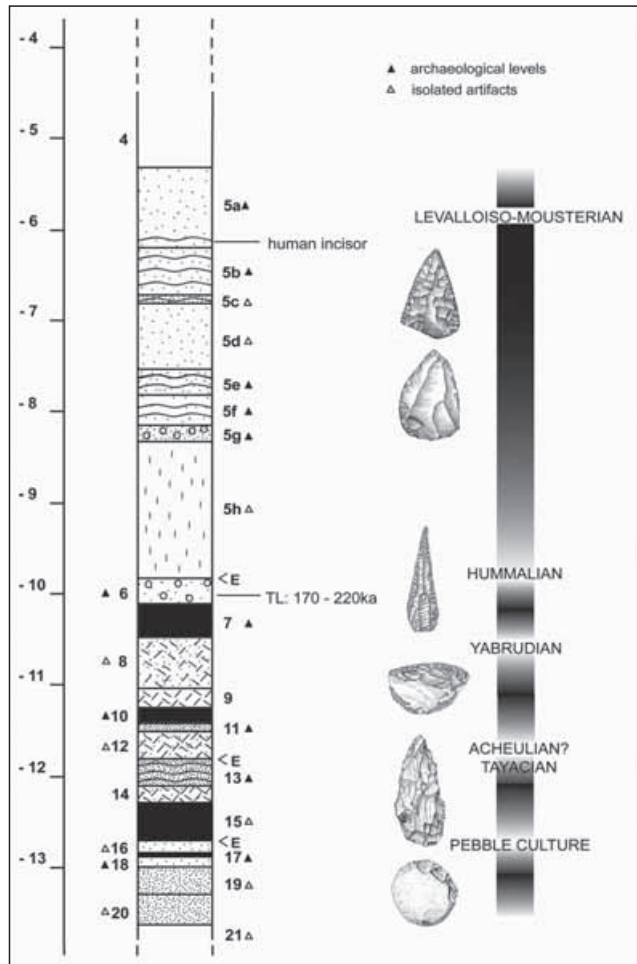 - 4
▲ archaeological levels
△ isolated artifacts
- 5
4
5a▲
LEVALLOISO-MOUSTERIAN
- 6
human incisor
5b▲
5c△
- 7
5d△
5e▲
- 8
5f▲
5g▲
- 9
5h△
<E
HUMMALIAN
- 10
▲ 6
TL: 170 - 220ka
7▲
YABRUDIAN
△ 8
- 11
9
▲10
11▲
△12
ACHEULIAN?
<E
TAYACIAN
- 12
13▲
14
15△
<E
PEBBLE CULTURE
△16
17▲
- 13
▲18
19△
△20
21△